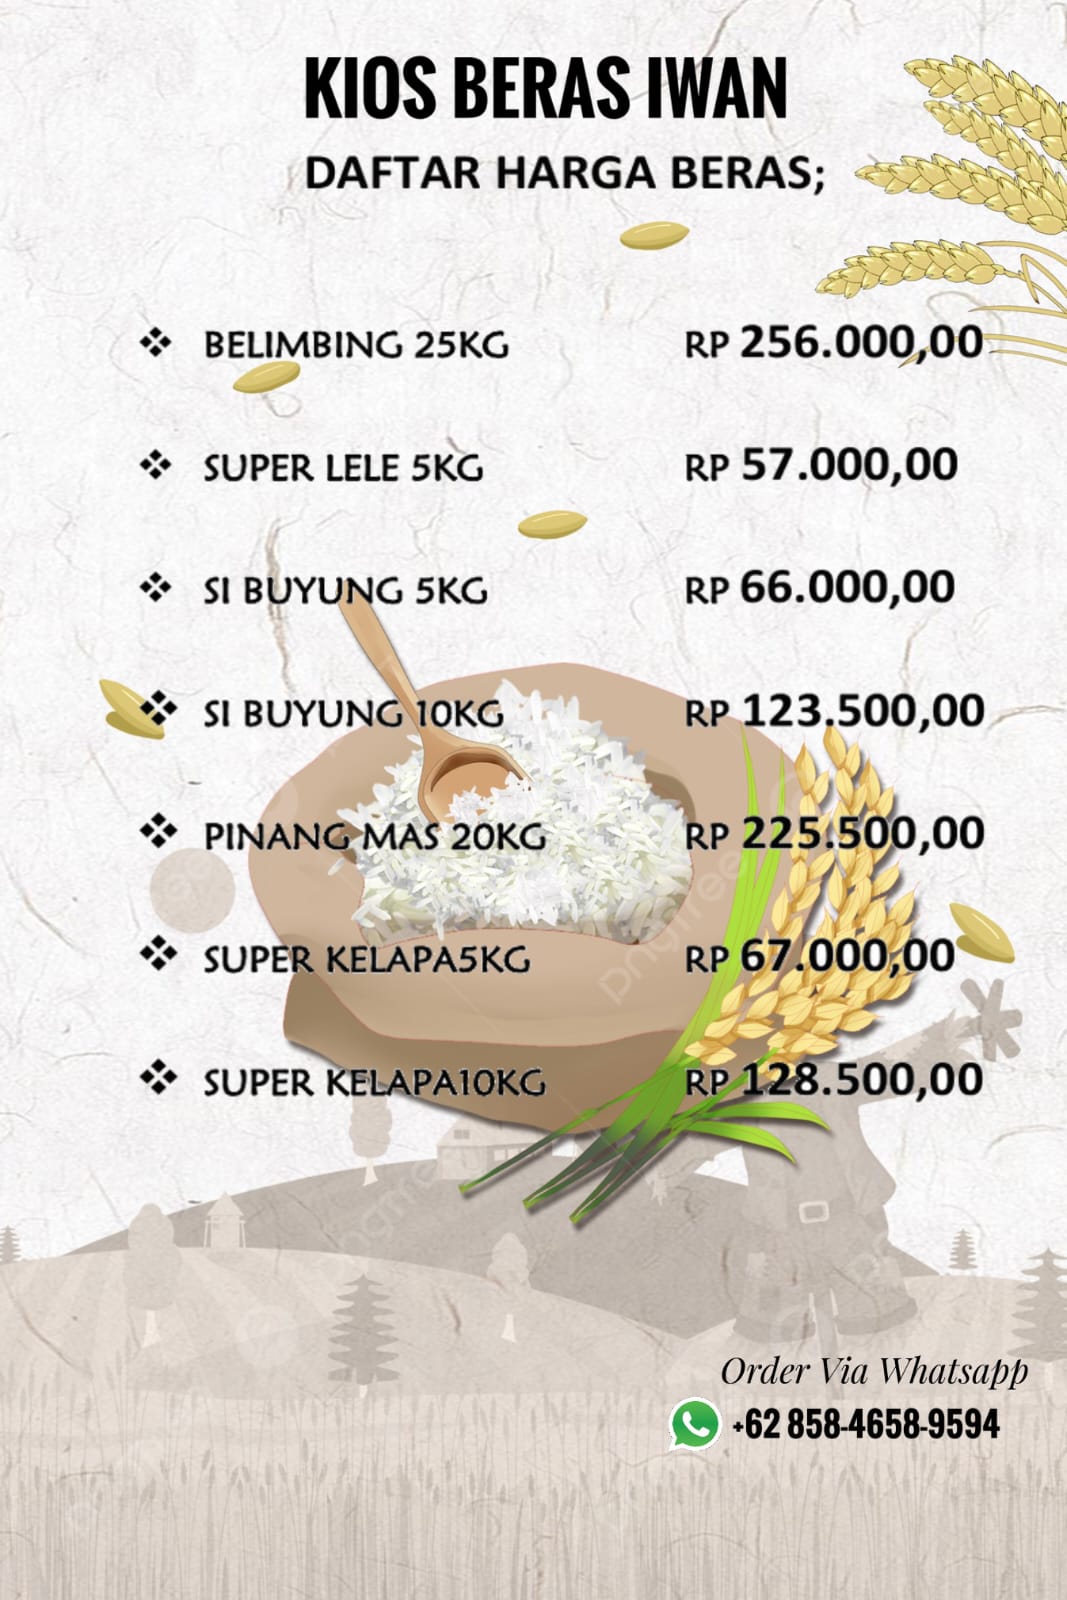 KIOS BERAS IWAN
DAFTAR HARGA BERAS;
❖ BELIMBING 25KG RP 256.000,00
❖ SUPER LELE 5KG RP 57.000,00
❖ SI BUYUNG 5KG RP 66.000,00
❖ SI BUYUNG 10KG RP 123.500,00
❖ PINANG MAS 20KG RP 225.500,00
❖ SUPER KELAPA5KG RP 67.000,00
❖ SUPER KELAPA10KG RP 128.500,00
Order Via Whatsapp
+62 858-4658-9594